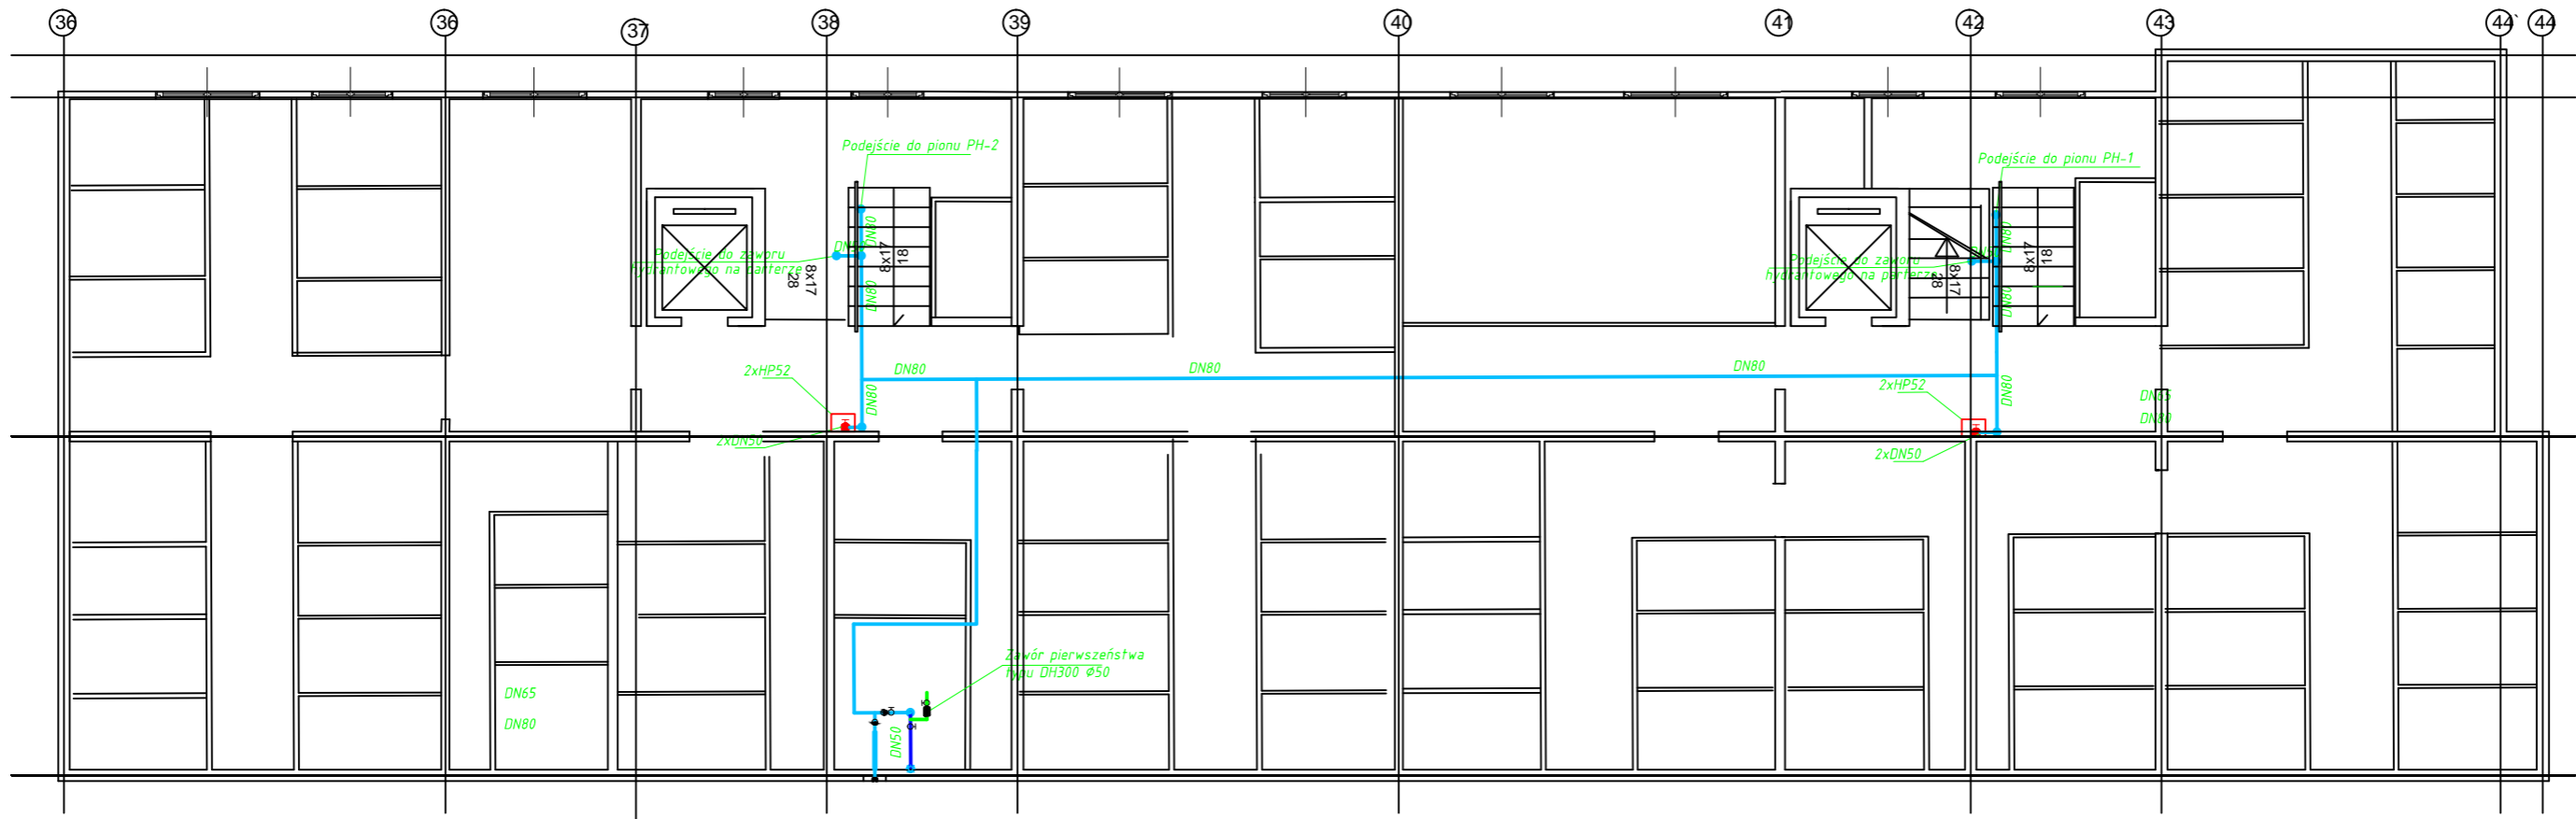 36
36
37
38
39
40
41
42
43
44`
44
Podejście do pionu PH-2
Podejście do pionu PH-1
DN80
DN80
Podejście do zaworu
hydrantowego na parterze
8x17
28
8x17
18
DN80
DN80
Podejście do zaworu
hydrantowego na parterze
8x17
28
8x17
18
DN80
DN80
DN80
DN80
2xHP52
2xHP52
DN80
DN80
DN65
DN80
2xDN50
2xDN50
Zawór pierwszeństwa
typu DH300 Φ50
DN65
DN80
DN50